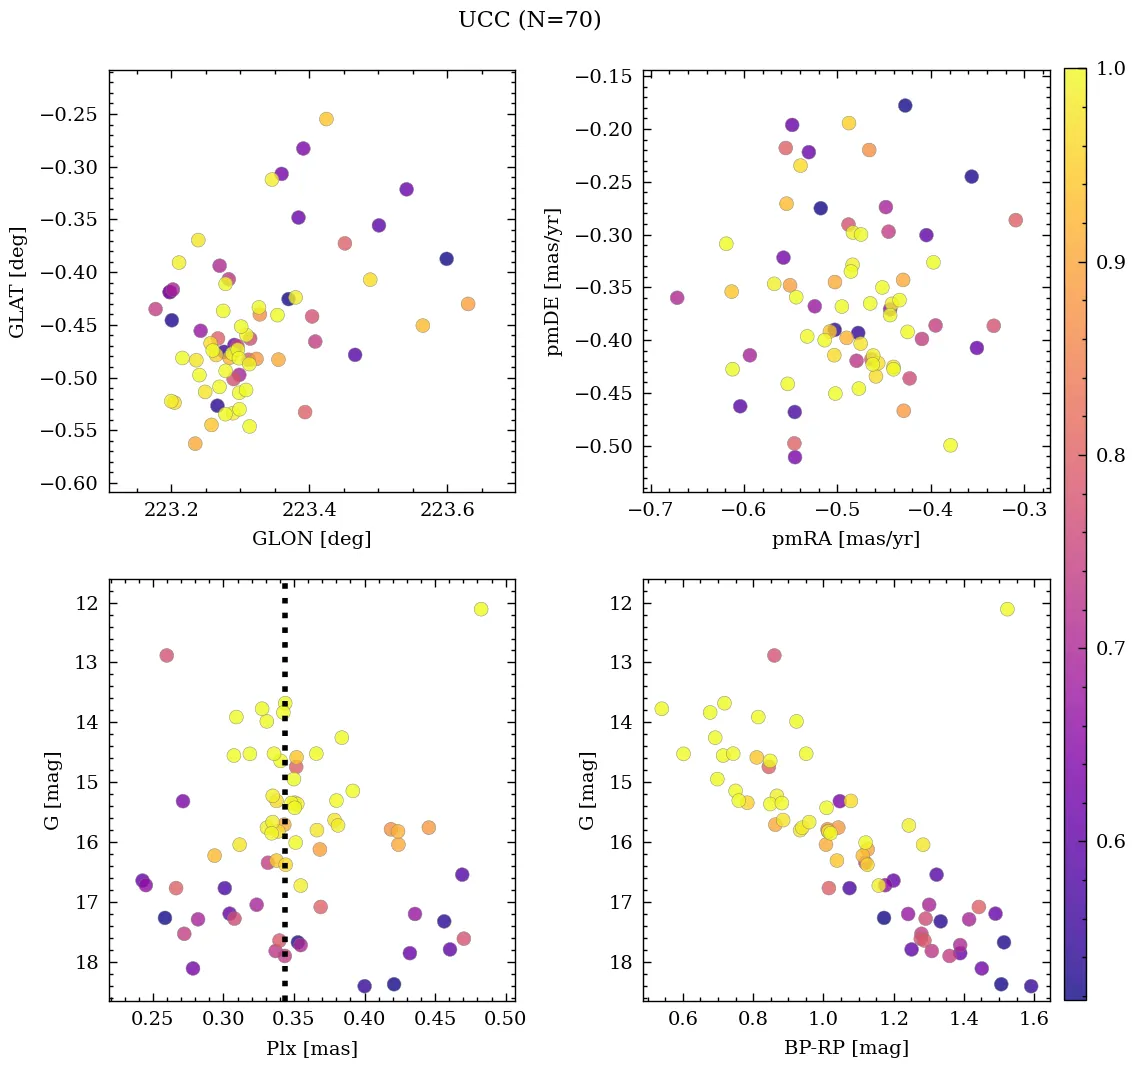 UCC (N=70)
−0.25
−0.30
−0.35
−0.40
−0.45
−0.50
−0.55
−0.60
GLAT [deg]
223.2 223.4 223.6
GLON [deg]
−0.15
−0.20
−0.25
−0.30
−0.35
−0.40
−0.45
−0.50
pmDE [mas/yr]
−0.7 −0.6 −0.5 −0.4 −0.3
pmRA [mas/yr]
12
13
14
15
16
17
18
G [mag]
0.25 0.30 0.35 0.40 0.45 0.50
Plx [mas]
12
13
14
15
16
17
18
G [mag]
0.6 0.8 1.0 1.2 1.4 1.6
BP-RP [mag]
1.0
0.9
0.8
0.7
0.6